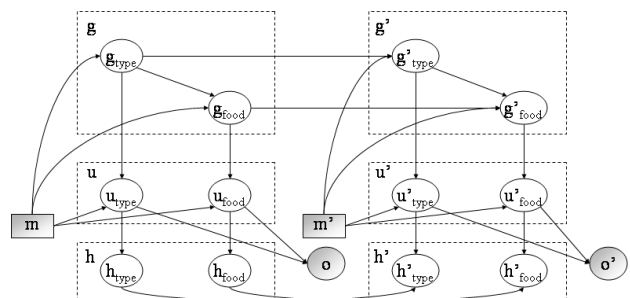 g g'
g_type g'_type
g_food g'_food
u u'
u_type u_food u'_type u'_food
m m'
o o'
h h'
h_type h_food h'_type h'_food